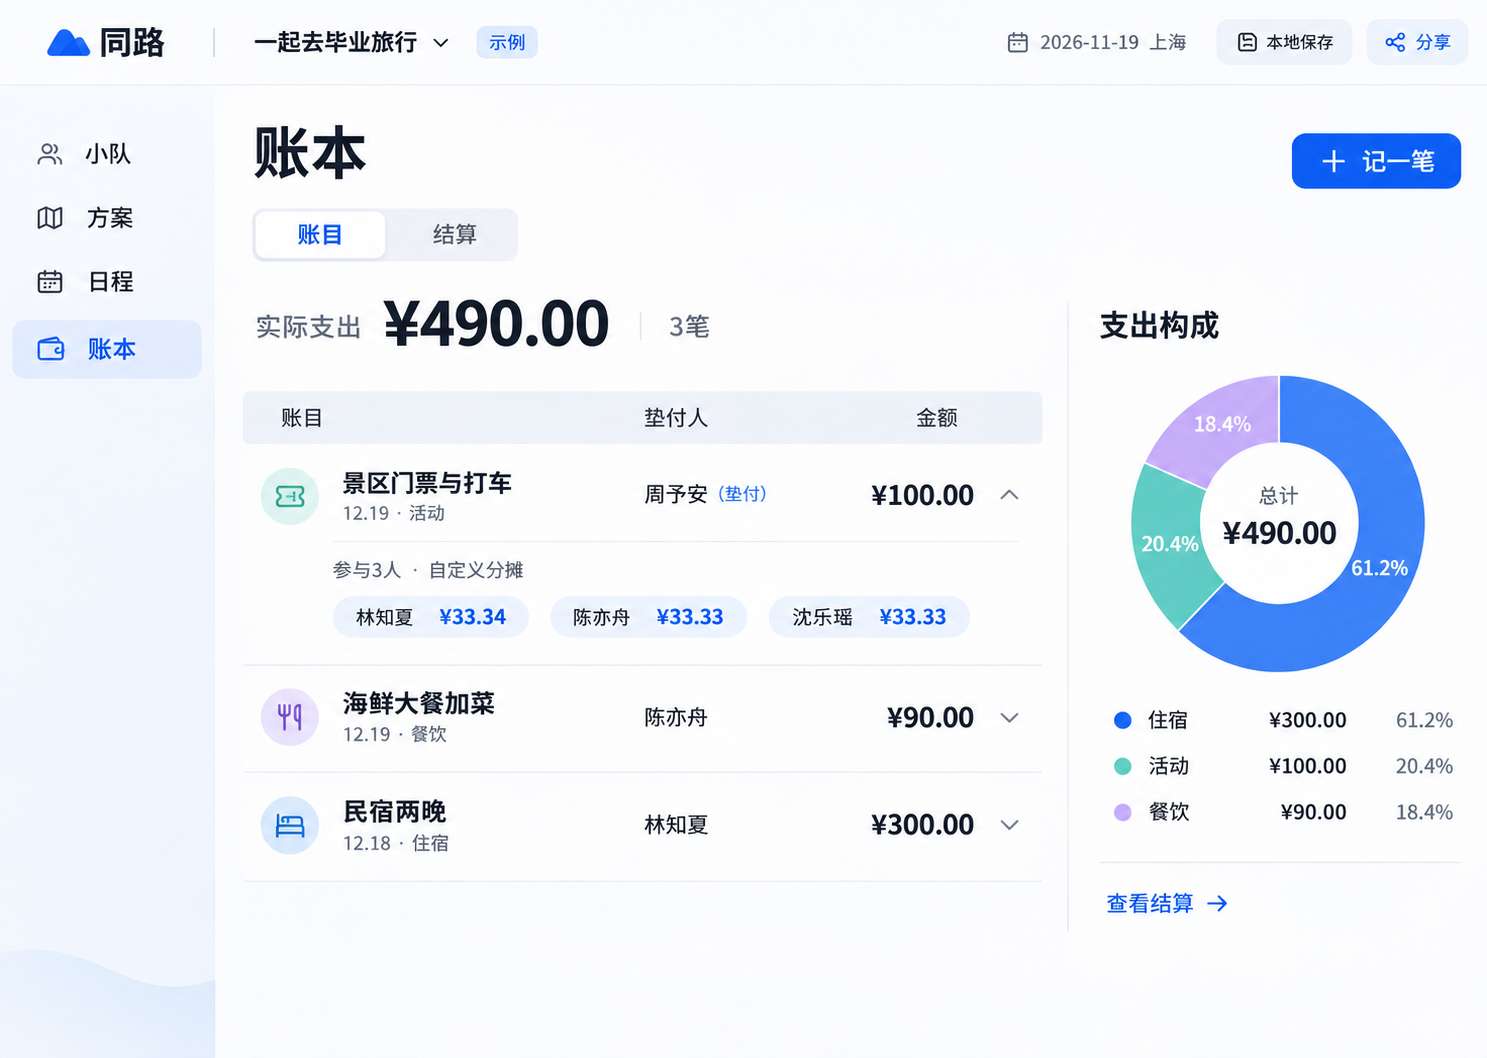 同路
一起去毕业旅行
示例
2026-11-19 上海
本地保存
分享
小队
方案
日程
账本
账本
记一笔
账目
结算
实际支出 ¥490.00 3笔
账目 垫付人 金额
景区门票与打车 周予安 (垫付) ¥100.00
12.19 · 活动
参与3人 · 自定义分摊
林知夏 ¥33.34 陈亦舟 ¥33.33 沈乐瑶 ¥33.33
海鲜大餐加菜 陈亦舟 ¥90.00
12.19 · 餐饮
民宿两晚 林知夏 ¥300.00
12.18 · 住宿
支出构成
18.4%
20.4%
61.2%
总计
¥490.00
住宿 ¥300.00 61.2%
活动 ¥100.00 20.4%
餐饮 ¥90.00 18.4%
查看结算